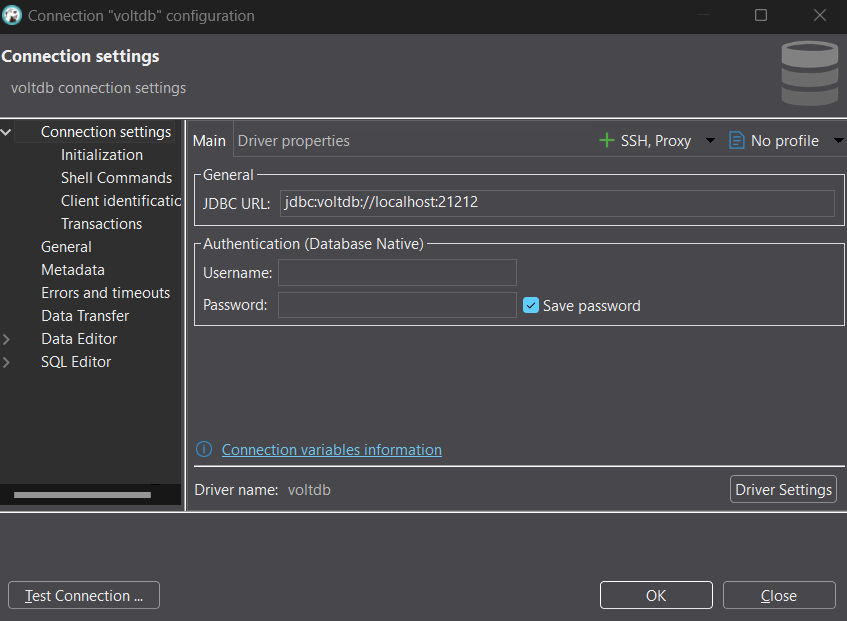 Connection "voltdb" configuration
Connection settings
voltdb connection settings
Connection settings
Initialization
Shell Commands
Client identificatio
Transactions
General
Metadata
Errors and timeouts
Data Transfer
Data Editor
SQL Editor
Main Driver properties SSH, Proxy No profile
General
JDBC URL: jdbc:voltdb://localhost:21212
Authentication (Database Native)
Username:
Password: Save password
Connection variables information
Driver name: voltdb Driver Settings
Test Connection ... OK Close